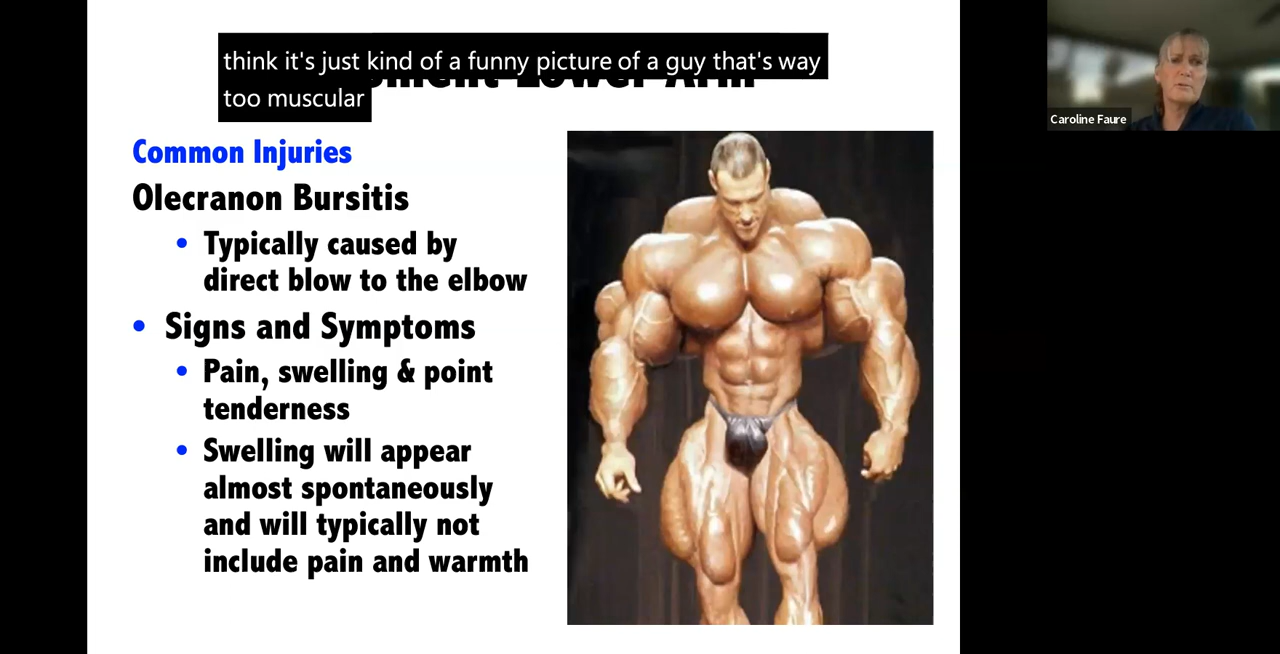 think it's just kind of a funny picture of a guy that's way
too muscular
Lower Arm
Common Injuries
Olecranon Bursitis
• Typically caused by
direct blow to the elbow
• Signs and Symptoms
• Pain, swelling & point
tenderness
• Swelling will appear
almost spontaneously
and will typically not
include pain and warmth
Caroline Faure